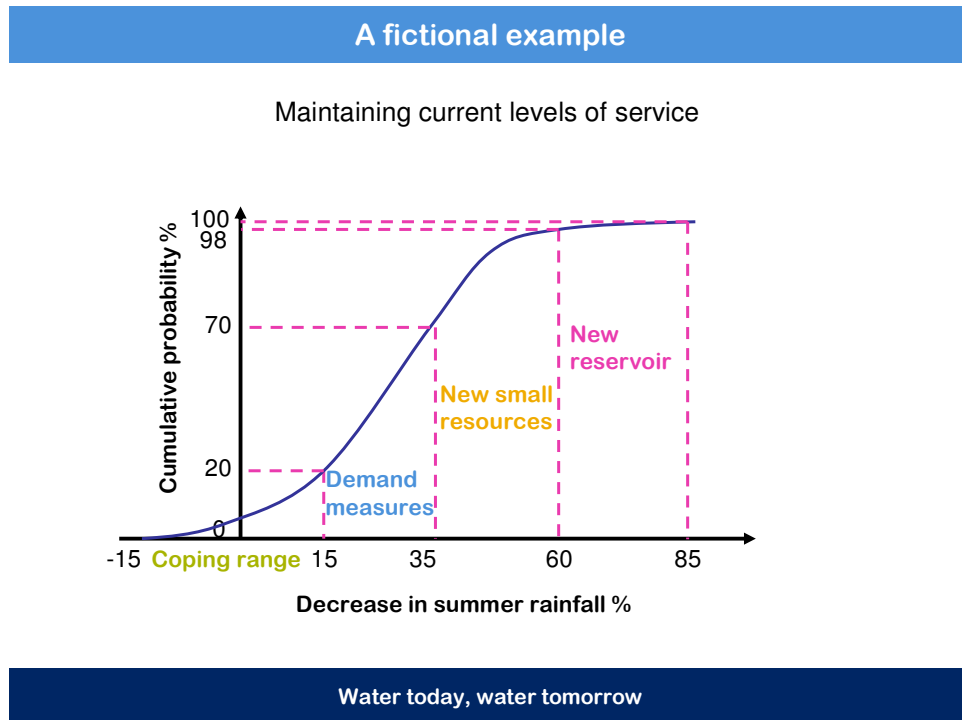 A fictional example
Maintaining current levels of service
100
98
70
20
0
Cumulative probability %
New
reservoir
New small
resources
Demand
measures
-15 Coping range 15 35 60 85
Decrease in summer rainfall %
Water today, water tomorrow